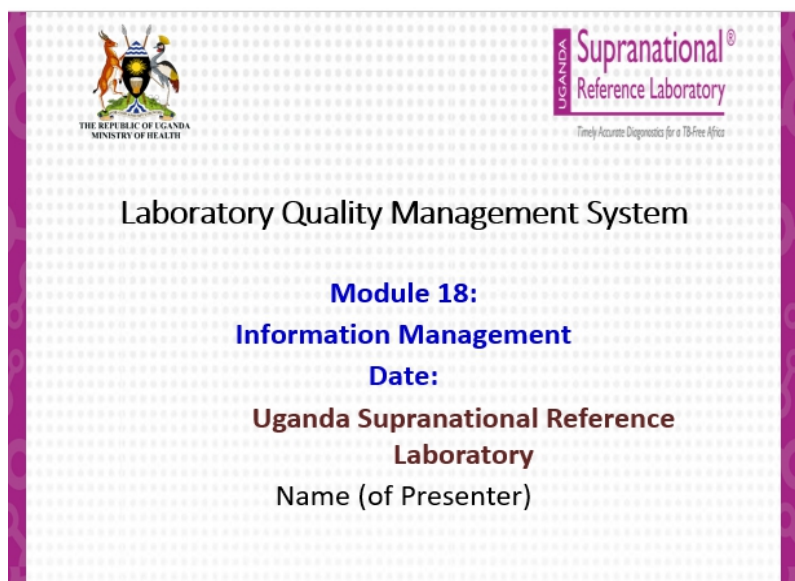 THE REPUBLIC OF UGANDA
MINISTRY OF HEALTH
UGANDA
Supranational®
Reference Laboratory
Timely Accurate Diagnostics for a TB-Free Africa
Laboratory Quality Management System
Module 18:
Information Management
Date:
Uganda Supranational Reference
Laboratory
Name (of Presenter)